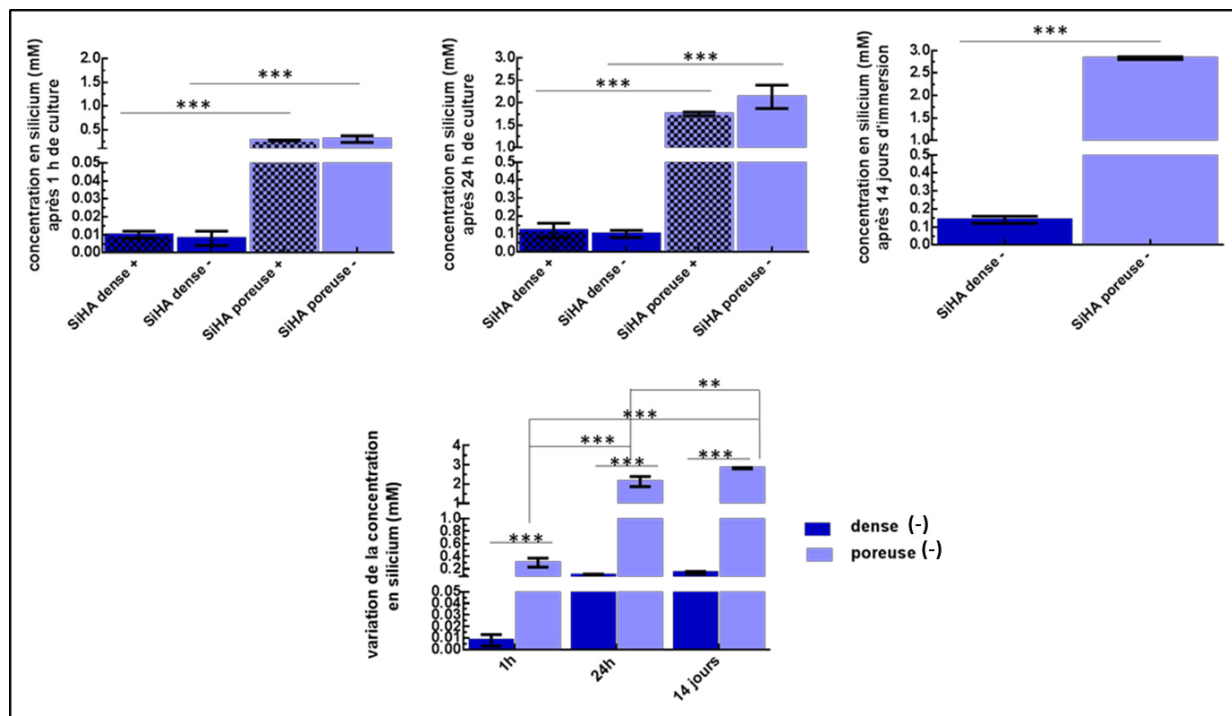 concentration en silicium (mM)
après 1 h de culture
2.0
1.5
1.0
0.5
0.05
0.04
0.03
0.02
0.01
0.00
***
***
SiHA dense +
SiHA dense -
SiHA poreuse +
SiHA poreuse -
concentration en silicium (mM)
après 24 h de culture
3.0
2.5
2.0
1.5
1.0
0.5
0.4
0.3
0.2
0.1
0.0
***
***
SiHA dense +
SiHA dense -
SiHA poreuse +
SiHA poreuse -
concentration en silicium (mM)
après 14 jours d'immersion
3.0
2.5
2.0
1.5
1.0
0.5
0.4
0.3
0.2
0.1
0.0
***
SiHA dense -
SiHA poreuse -
variation de la concentration
en silicium (mM)
4
3
2
1
1.0
0.8
0.6
0.4
0.2
0.05
0.04
0.03
0.02
0.01
0.00
**
***
***
***
***
***
1h
24h
14 jours
dense (-)
poreuse (-)